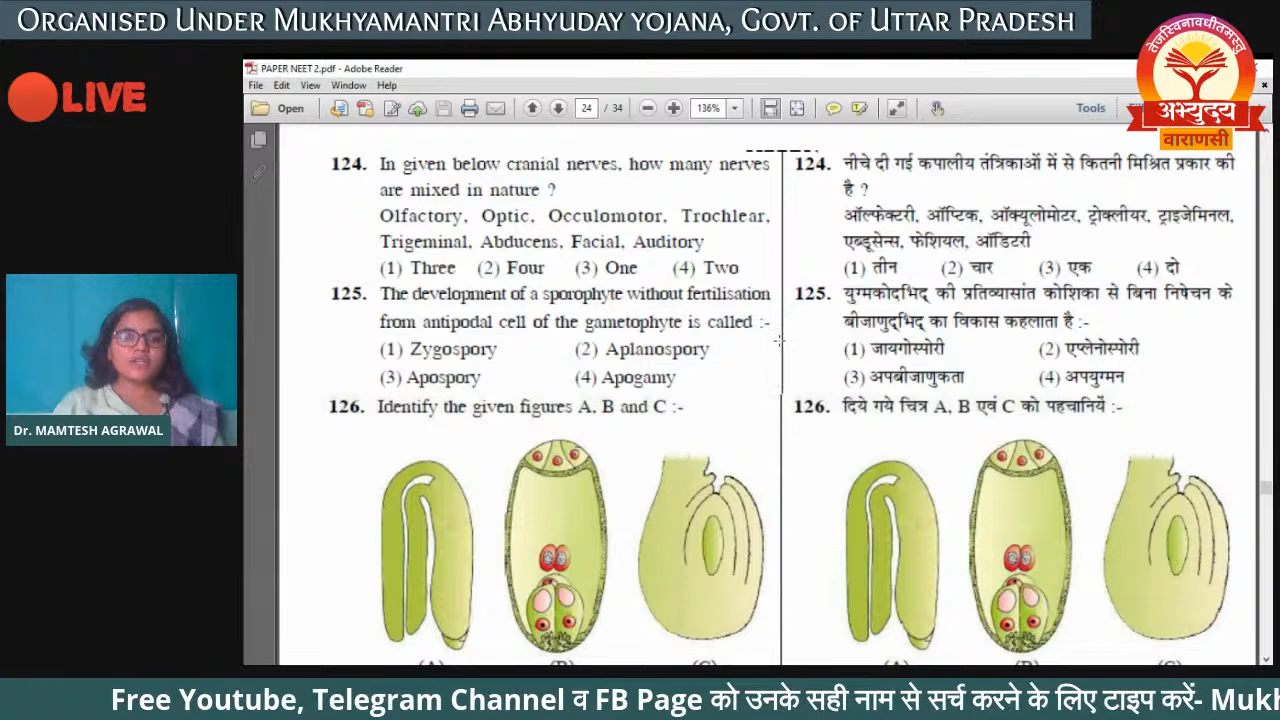 ORGANISED UNDER MUKHYAMANTRI ABHYUDAY YOJANA, GOVT. OF UTTAR PRADESH
LIVE
तेजस्विनावधीतमस्तु
अभ्युदय
वाराणसी
PAPER NEET 2.pdf - Adobe Reader
File Edit View Window Help
Open 24 / 34 136% Tools
124. In given below cranial nerves, how many nerves
are mixed in nature ?
Olfactory, Optic, Occulomotor, Trochlear,
Trigeminal, Abducens, Facial, Auditory
(1) Three (2) Four (3) One (4) Two
125. The development of a sporophyte without fertilisation
from antipodal cell of the gametophyte is called :-
(1) Zygospory (2) Aplanospory
(3) Apospory (4) Apogamy
126. Identify the given figures A, B and C :-
124. नीचे दी गई कपालीय तंत्रिकाओं में से कितनी मिश्रित प्रकार की
है ?
ऑल्फेक्टरी, ऑप्टिक, ऑक्यूलोमोटर, ट्रोक्लीयर, ट्राइजेमिनल,
एब्डूसेन्स, फेशियल, ऑडिटरी
(1) तीन (2) चार (3) एक (4) दो
125. युग्मकोदभिद् की प्रतिव्यासांत कोशिका से बिना निषेचन के
बीजाणुद्भिद् का विकास कहलाता है :-
(1) जायगोस्पोरी (2) एप्लेनोस्पोरी
(3) अपबीजाणुकता (4) अपयुग्मन
126. दिये गये चित्र A, B एवं C को पहचानियें :-
Dr. MAMTESH AGRAWAL
Free Youtube, Telegram Channel व FB Page को उनके सही नाम से सर्च करने के लिए टाइप करें- Mukh